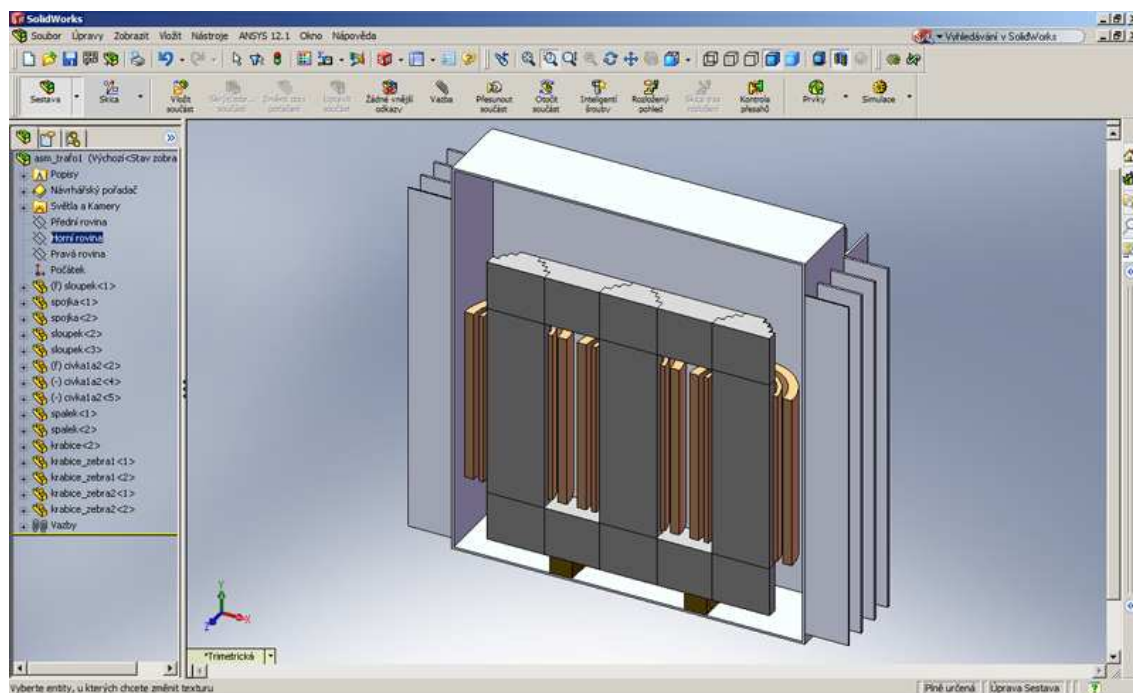 SolidWorks
Soubor Úpravy Zobrazit Vložit Nástroje ANSYS 12.1 Okno Nápověda
Vyhledávání v SolidWorks
Sestava
Skica
Vložit součást
Žádné vnější odkazy
Vazba
Přesunout součást
Otočit součást
Inteligentí šrouby
Rozložený pohled
Kontrola přesahů
Prvky
Simulace
asm_trafo1 (Výchozí<Stav zobra
Popisy
Návrhářský pořadač
Světla a Kamery
Přední rovina
Horní rovina
Pravá rovina
Počátek
(f) sloupek<1>
spojka<1>
spojka<2>
sloupek<2>
sloupek<3>
(f) civka1a2<2>
(-) civka1a2<4>
(-) civka1a2<5>
spalek<1>
spalek<2>
krabice<2>
krabice_zebra1<1>
krabice_zebra1<2>
krabice_zebra2<1>
krabice_zebra2<2>
Vazby
Y
X
Z
*Trimetrická
Vyberte entity, u kterých chcete změnit texturu
Plně určená
Úprava Sestava